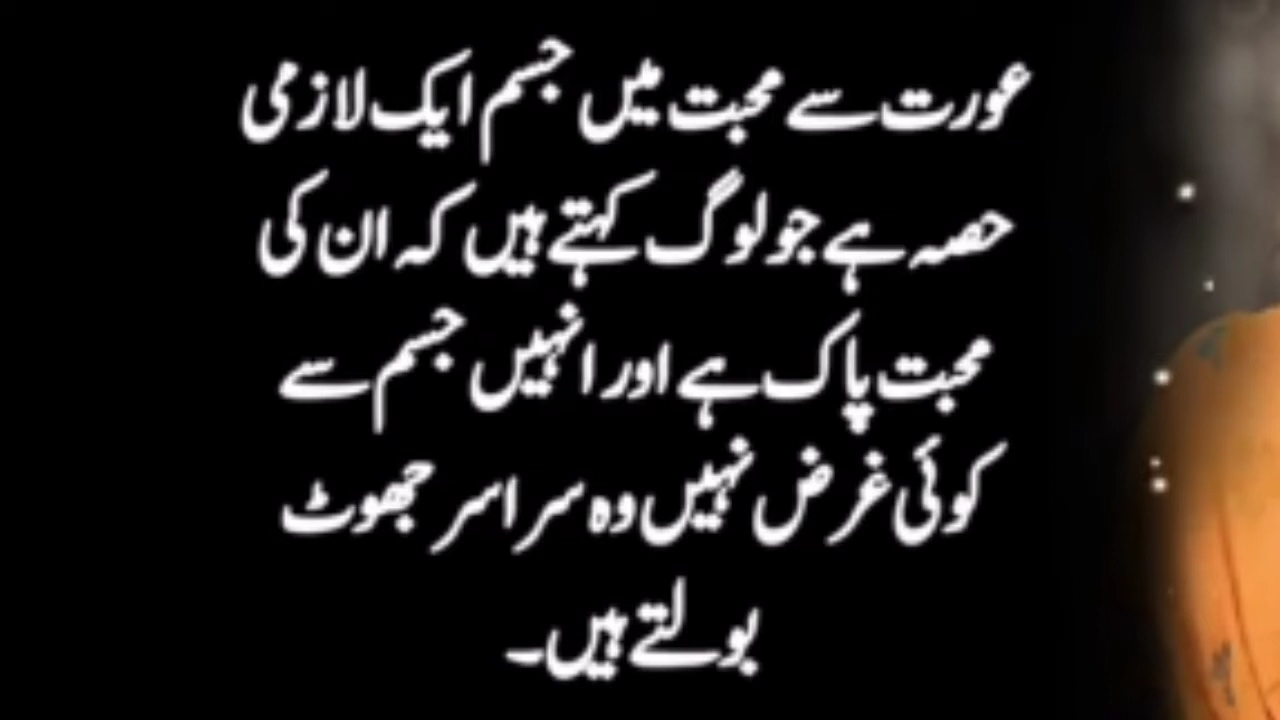 عورت سے محبت میں جسم ایک لازمی
حصہ ہے جو لوگ کہتے ہیں کہ ان کی
محبت پاک ہے اور انہیں جسم سے
کوئی غرض نہیں وہ سراسر جھوٹ
بولتے ہیں۔